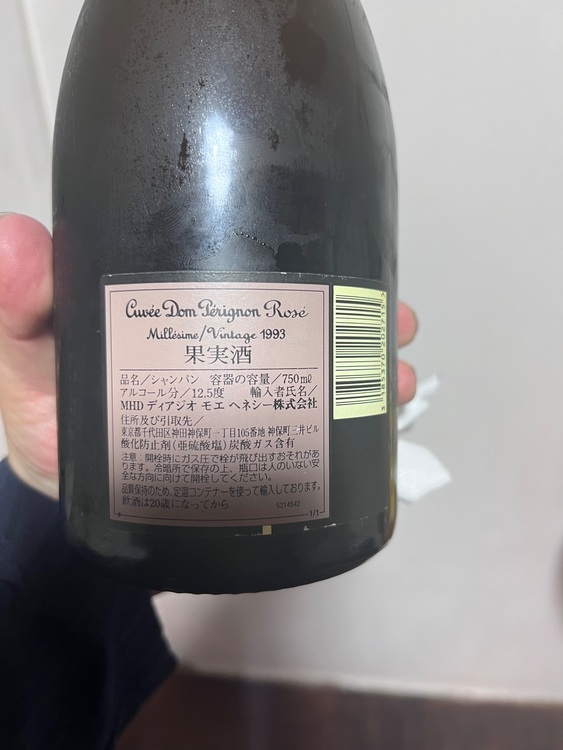 Cuvée Dom Pérignon Rosé
Millésime/Vintage 1993
果実酒
品名／シャンパン 容器の容量／750mℓ
アルコール分／12.5度 輸入者氏名／
MHD ディアジオ モエ ヘネシー株式会社
住所及び引取先／
東京都千代田区神田神保町一丁目105番地 神保町三井ビル
酸化防止剤(亜硫酸塩) 炭酸ガス含有
注意：開栓時にガス圧で栓が飛び出すおそれがあ
ります。冷暗所で保存の上、瓶口は人のいない安
全な方向に向けて開栓してください。
品質保持のため、定温コンテナーを使って輸入しております。
飲酒は20歳になってから 5214542
1/1